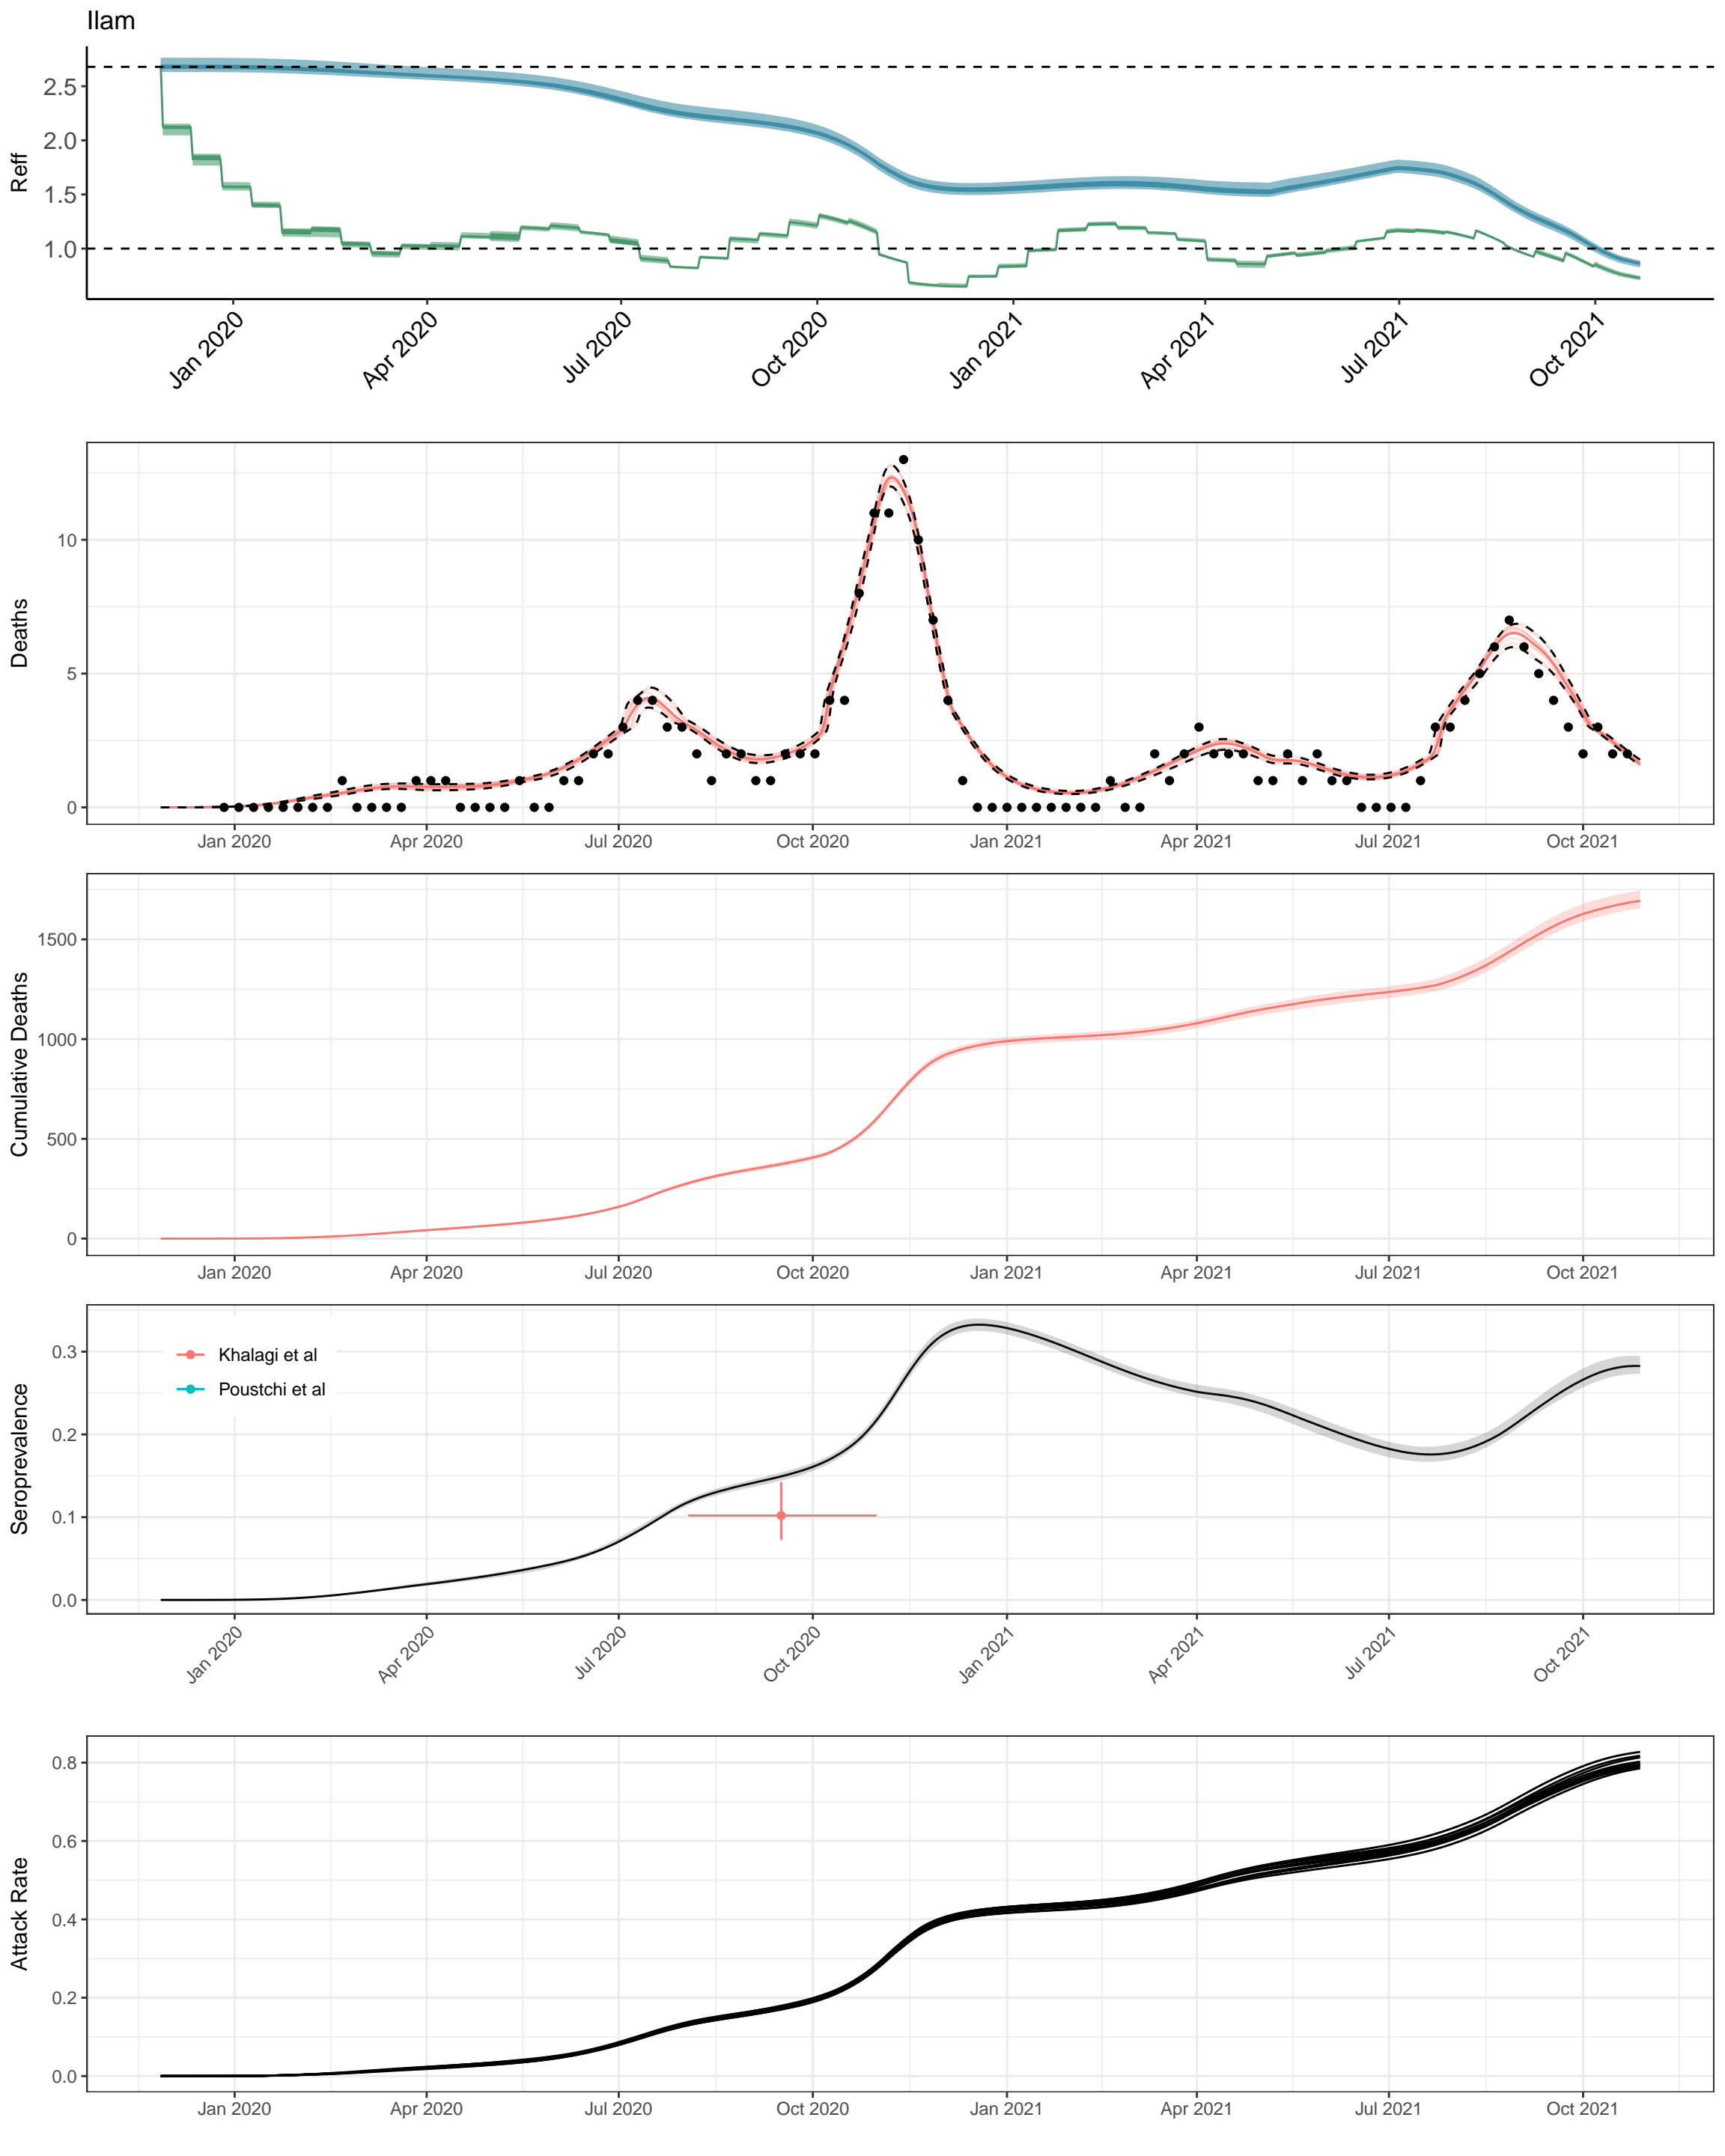 Ilam
Reff
2.5
2.0
1.5
1.0
Jan 2020 Apr 2020 Jul 2020 Oct 2020 Jan 2021 Apr 2021 Jul 2021 Oct 2021
Deaths
10
5
0
Jan 2020 Apr 2020 Jul 2020 Oct 2020 Jan 2021 Apr 2021 Jul 2021 Oct 2021
Cumulative Deaths
1500
1000
500
0
Jan 2020 Apr 2020 Jul 2020 Oct 2020 Jan 2021 Apr 2021 Jul 2021 Oct 2021
Seroprevalence
0.3
0.2
0.1
0.0
Khalagi et al
Poustchi et al
Jan 2020 Apr 2020 Jul 2020 Oct 2020 Jan 2021 Apr 2021 Jul 2021 Oct 2021
Attack Rate
0.8
0.6
0.4
0.2
0.0
Jan 2020 Apr 2020 Jul 2020 Oct 2020 Jan 2021 Apr 2021 Jul 2021 Oct 2021